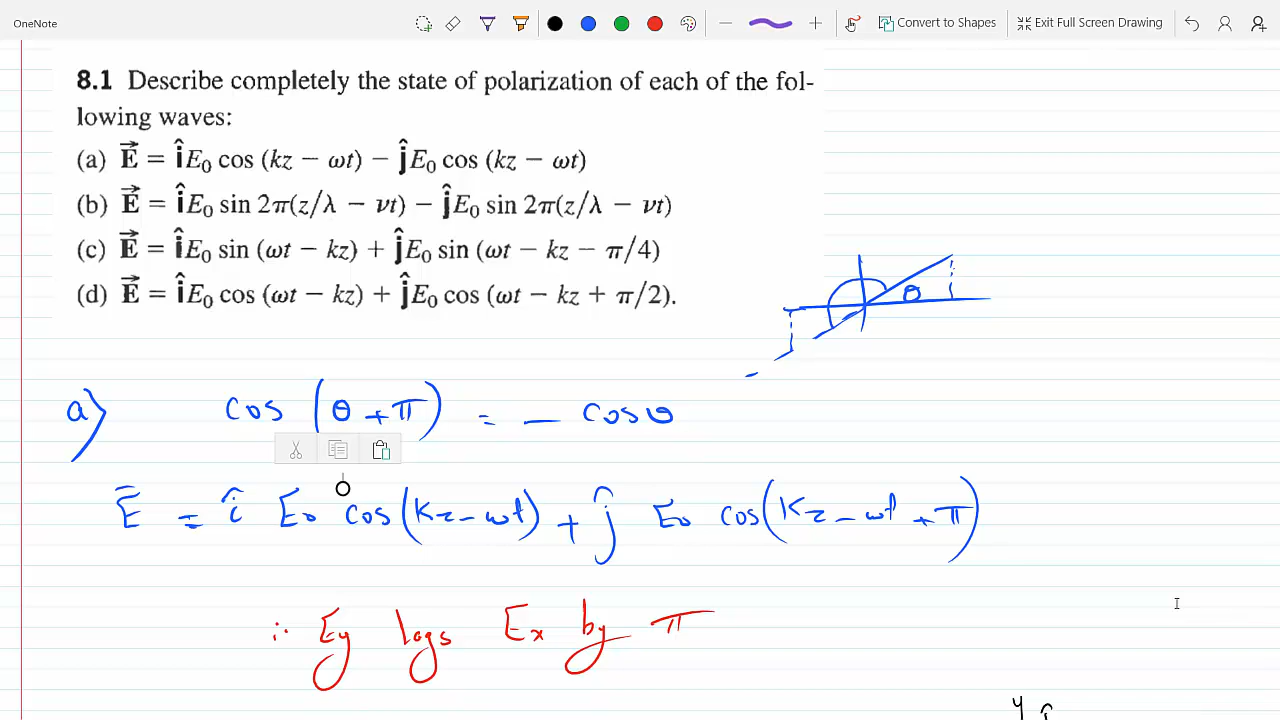 OneNote
Convert to Shapes
Exit Full Screen Drawing
8.1 Describe completely the state of polarization of each of the fol-
lowing waves:
(a) E⃗ = îE₀ cos (kz − ωt) − ĵE₀ cos (kz − ωt)
(b) E⃗ = îE₀ sin 2π(z/λ − νt) − ĵE₀ sin 2π(z/λ − νt)
(c) E⃗ = îE₀ sin (ωt − kz) + ĵE₀ sin (ωt − kz − π/4)
(d) E⃗ = îE₀ cos (ωt − kz) + ĵE₀ cos (ωt − kz + π/2).
θ
a) cos (θ + π) = − cos θ
Ē = î E₀ cos(kz − ωt) + ĵ E₀ cos(kz − ωt + π)
∴ Ey lags Ex by π
y